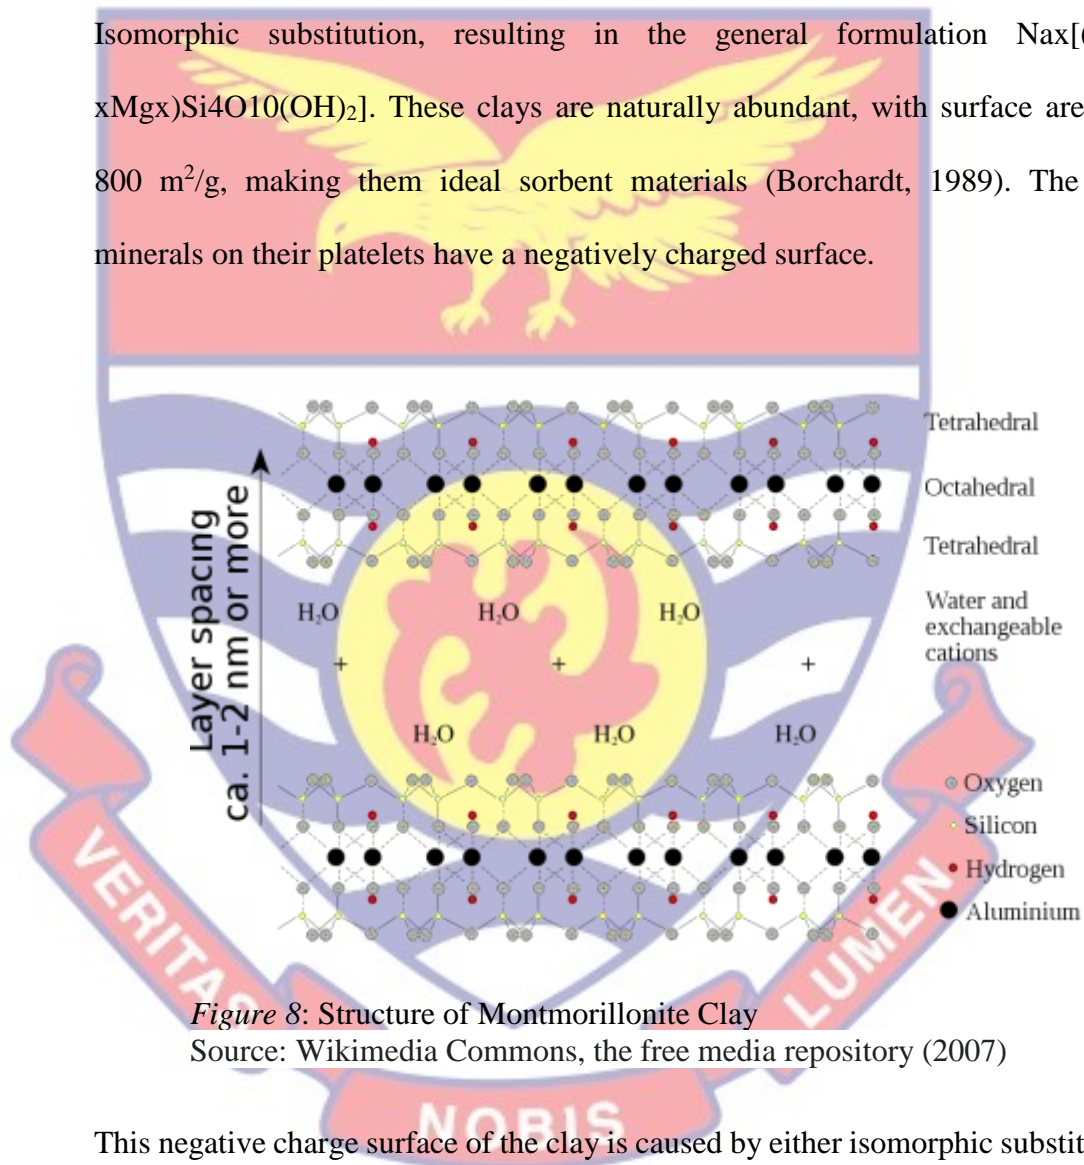 Isomorphic substitution, resulting in the general formulation Nax[(
xMgx)Si4O10(OH)₂]. These clays are naturally abundant, with surface are
800 m²/g, making them ideal sorbent materials (Borchardt, 1989). The
minerals on their platelets have a negatively charged surface.
Tetrahedral
Octahedral
Tetrahedral
Layer spacing
ca. 1-2 nm or more
H₂O H₂O H₂O
Water and
exchangeable
cations
+ + +
H₂O H₂O H₂O
Oxygen
Silicon
Hydrogen
Aluminium
VERITAS
NOBIS
LUMEN
Figure 8: Structure of Montmorillonite Clay
Source: Wikimedia Commons, the free media repository (2007)
This negative charge surface of the clay is caused by either isomorphic substit